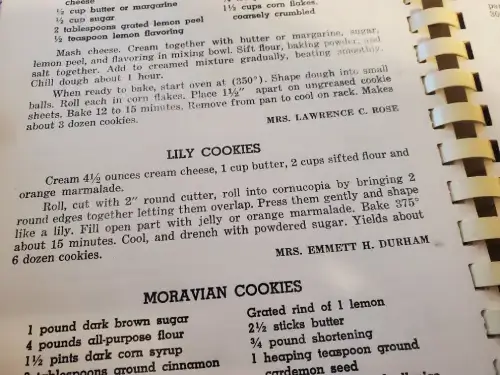 cheese
½ cup butter or margarine
½ cup sugar
2 tablespoons grated lemon peel
½ teaspoon lemon flavoring
1½ cups corn flakes,
coarsely crumbled
Mash cheese. Cream together with butter or margarine, sugar,
lemon peel, and flavoring in mixing bowl. Sift flour, baking powder, and
salt together. Add to creamed mixture gradually, beating smoothly.
Chill dough about 1 hour.
When ready to bake, start oven at (350°). Shape dough into small
balls. Roll each in corn flakes. Place 1½" apart on ungreased cookie
sheets. Bake 12 to 15 minutes. Remove from pan to cool on rack. Makes
about 3 dozen cookies.
MRS. LAWRENCE C. ROSE
LILY COOKIES
Cream 4½ ounces cream cheese, 1 cup butter, 2 cups sifted flour and
orange marmalade.
Roll, cut with 2" round cutter, roll into cornucopia by bringing 2
round edges together letting them overlap. Press them gently and shape
like a lily. Fill open part with jelly or orange marmalade. Bake 375°
about 15 minutes. Cool, and drench with powdered sugar. Yields about
6 dozen cookies.
MRS. EMMETT H. DURHAM
MORAVIAN COOKIES
1 pound dark brown sugar
4 pounds all-purpose flour
1½ pints dark corn syrup
tablespoons ground cinnamon
Grated rind of 1 lemon
2½ sticks butter
¾ pound shortening
1 heaping teaspoon ground
cardemon seed